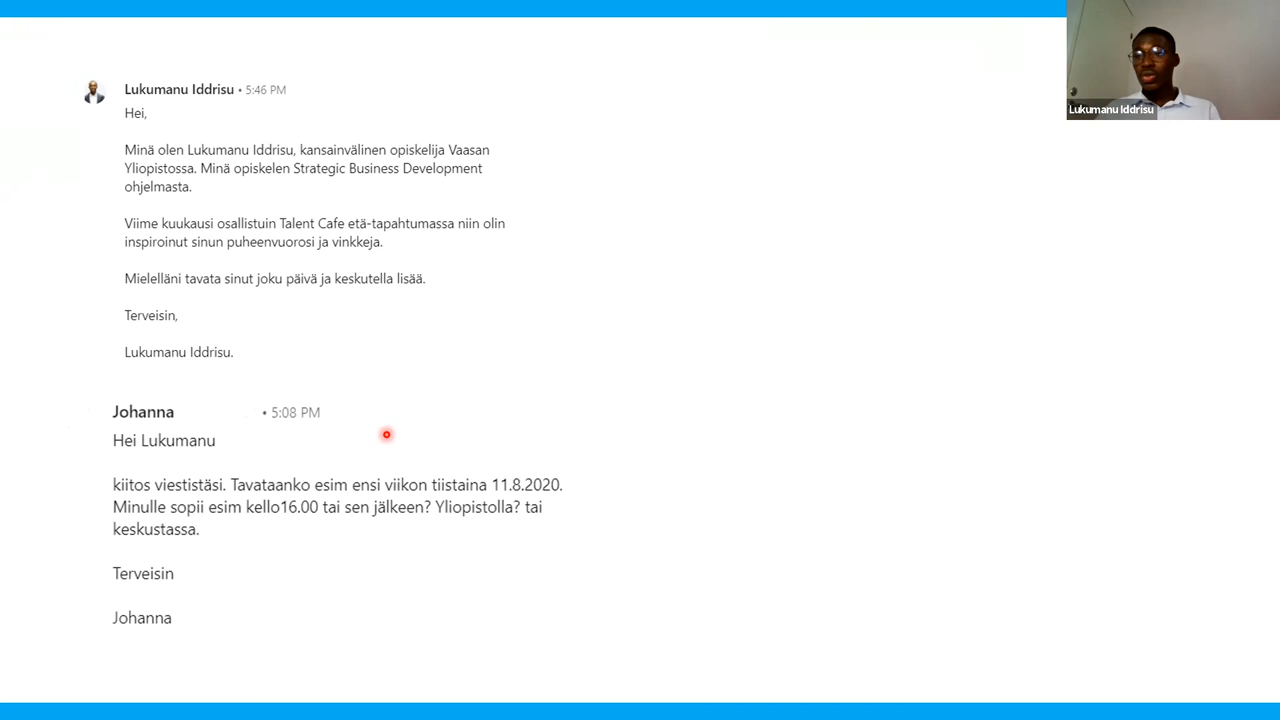 Lukumanu Iddrisu • 5:46 PM
Hei,
Minä olen Lukumanu Iddrisu, kansainvälinen opiskelija Vaasan
Yliopistossa. Minä opiskelen Strategic Business Development
ohjelmasta.
Viime kuukausi osallistuin Talent Cafe etä-tapahtumassa niin olin
inspiroinut sinun puheenvuorosi ja vinkkeja.
Mielelläni tavata sinut joku päivä ja keskutella lisää.
Terveisin,
Lukumanu Iddrisu.
Johanna • 5:08 PM
Hei Lukumanu
kiitos viestistäsi. Tavataanko esim ensi viikon tiistaina 11.8.2020.
Minulle sopii esim kello16.00 tai sen jälkeen? Yliopistolla? tai
keskustassa.
Terveisin
Johanna
Lukumanu Iddrisu